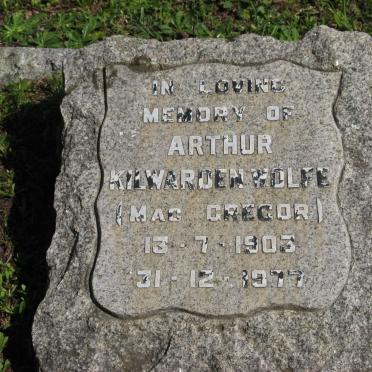 IN LOVING
MEMORY OF
ARTHUR
KILWARDEN WOLFE
(MAC GREGOR)
13 - 7 - 1903
31 - 12 - 1977